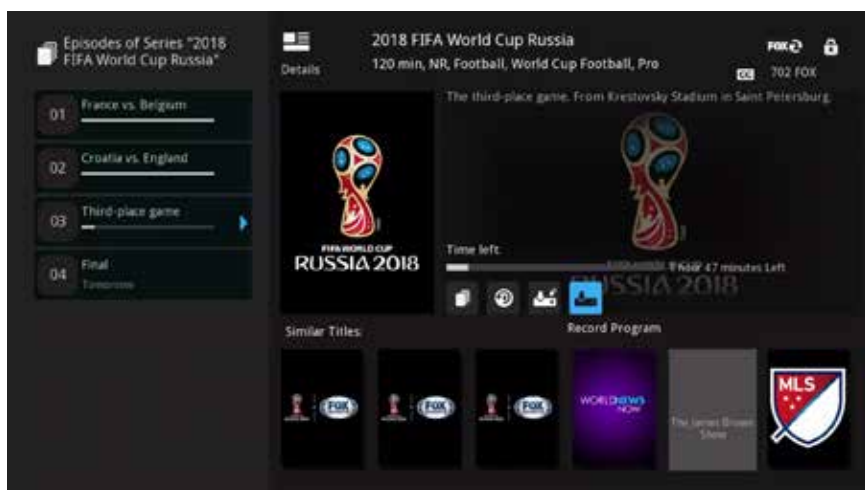 Episodes of Series "2018
FIFA World Cup Russia"
01
France vs. Belgium
02
Croatia vs. England
03
Third-place game
04
Final
Tomorrow
Details
2018 FIFA World Cup Russia
120 min, NR, Football, World Cup Football, Pro
FOX
CC
702 FOX
The third-place game. From Krestovsky Stadium in Saint Petersburg.
FIFA WORLD CUP
RUSSIA 2018
Time left:
1 hour 47 minutes Left
RUSSIA 2018
Record Program
Similar Titles:
FOX
FOX
FOX
WORLD NEWS
NOW
The James Brown
Show
MLS